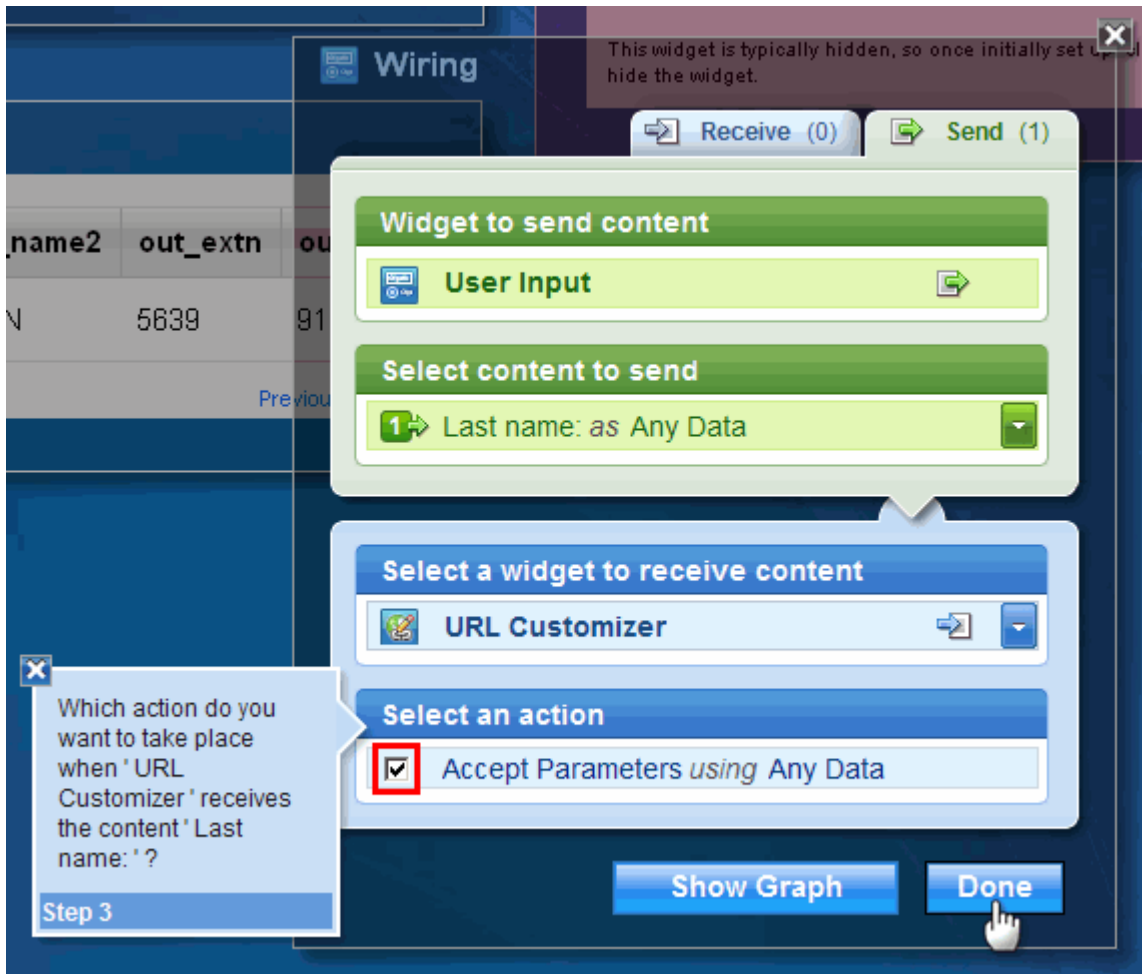 Wiring
This widget is typically hidden, so once initially set
hide the widget.
Receive (0)
Send (1)
Widget to send content
User Input
Select content to send
1 Last name: as Any Data
Select a widget to receive content
URL Customizer
Select an action
Accept Parameters using Any Data
Show Graph
Done
Which action do you
want to take place
when ' URL
Customizer ' receives
the content ' Last
name: ' ?
Step 3
_name2 out_extn ou
N 5639 91
Previou